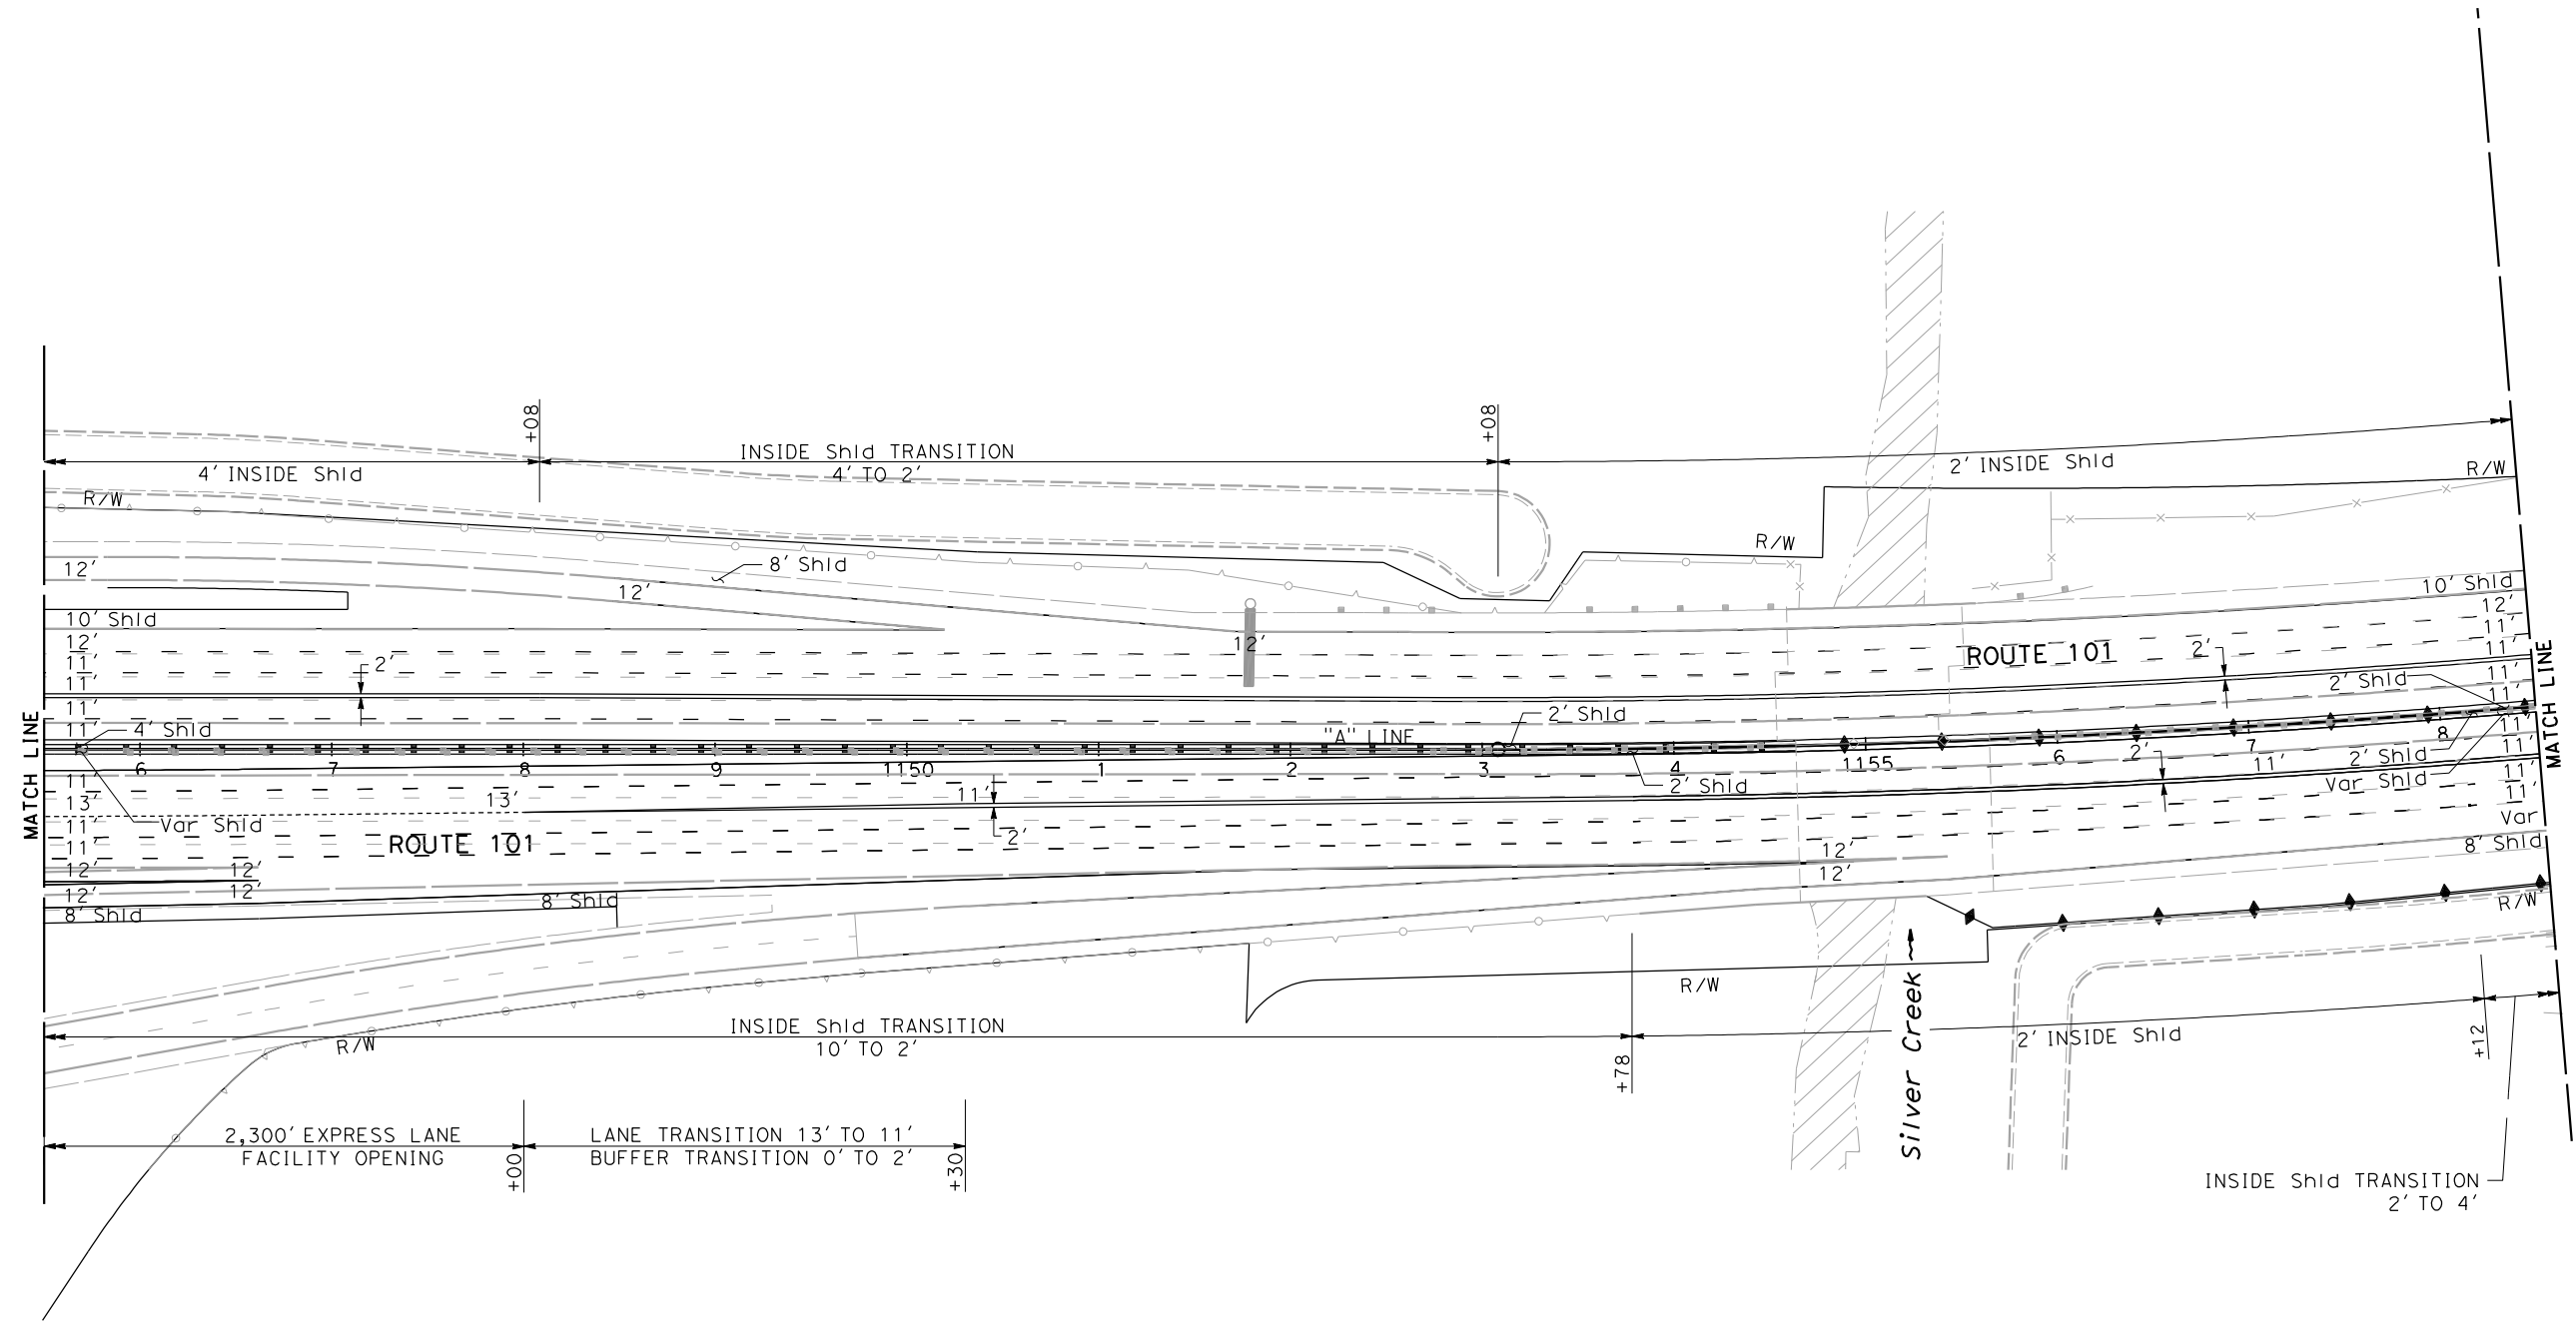 +08
+08
INSIDE Shld TRANSITION
4' TO 2'
4' INSIDE Shld
2' INSIDE Shld
R/W
R/W
R/W
12'
8' Shld
12'
10' Shld
10' Shld
12'
12'
12'
11'
11'
11'
11'
2'
ROUTE 101
2'
11'
11'
11'
11'
2' Shld
MATCH LINE
4' Shld
"A" LINE
2' Shld
11'
MATCH LINE
6
7
8
9
1150
1
2
3
4
1155
6
7
8
2'
11'
2' Shld
11'
11'
13'
13'
11'
2' Shld
Var Shld
11'
11'
Var Shld
11'
11'
ROUTE 101
2'
Var
12'
12'
12'
12'
8' Shld
12'
12'
8' Shld
8' Shld
R/W
R/W
R/W
INSIDE Shld TRANSITION
10' TO 2'
+78
Silver Creek
2' INSIDE Shld
+12
2,300' EXPRESS LANE
FACILITY OPENING
+00
LANE TRANSITION 13' TO 11'
BUFFER TRANSITION 0' TO 2'
+30
INSIDE Shld TRANSITION
2' TO 4'